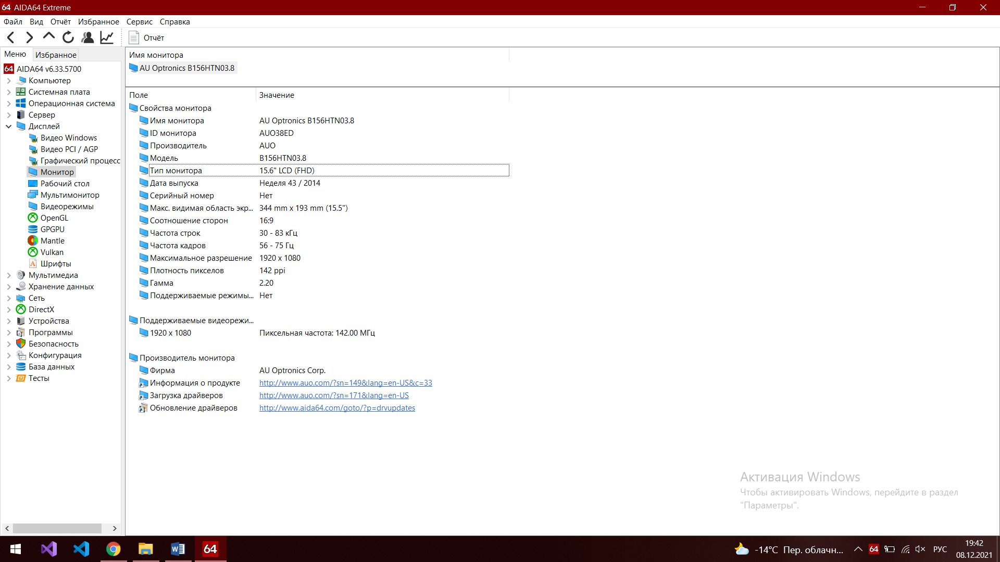 64 AIDA64 Extreme
Файл Вид Отчёт Избранное Сервис Справка
Отчёт
Меню Избранное
64 AIDA64 v6.33.5700
Компьютер
Системная плата
Операционная система
Сервер
Дисплей
Видео Windows
Видео PCI / AGP
Графический процесс
Монитор
Рабочий стол
Мультимонитор
Видеорежимы
OpenGL
GPGPU
Mantle
Vulkan
Шрифты
Мультимедиа
Хранение данных
Сеть
DirectX
Устройства
Программы
Безопасность
Конфигурация
База данных
Тесты
Имя монитора
AU Optronics B156HTN03.8
Поле Значение
Свойства монитора
Имя монитора AU Optronics B156HTN03.8
ID монитора AUO38ED
Производитель AUO
Модель B156HTN03.8
Тип монитора 15.6" LCD (FHD)
Дата выпуска Неделя 43 / 2014
Серийный номер Нет
Макс. видимая область экр... 344 mm x 193 mm (15.5")
Соотношение сторон 16:9
Частота строк 30 - 83 кГц
Частота кадров 56 - 75 Гц
Максимальное разрешение 1920 x 1080
Плотность пикселов 142 ppi
Гамма 2.20
Поддерживаемые режимы... Нет
Поддерживаемые видеорежи...
1920 x 1080 Пиксельная частота: 142.00 МГц
Производитель монитора
Фирма AU Optronics Corp.
Информация о продукте http://www.auo.com/?sn=149&lang=en-US&c=33
Загрузка драйверов http://www.auo.com/?sn=171&lang=en-US
Обновление драйверов http://www.aida64.com/goto/?p=drvupdates
Активация Windows
Чтобы активировать Windows, перейдите в раздел
"Параметры".
64 -14°C Пер. облачн... 64 РУС 19:42
08.12.2021